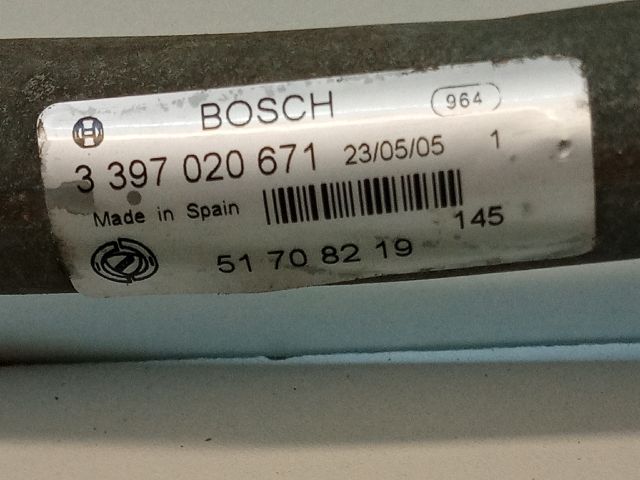 BOSCH 964
3 397 020 671 23/05/05 1
Made in Spain 145
51 70 82 19